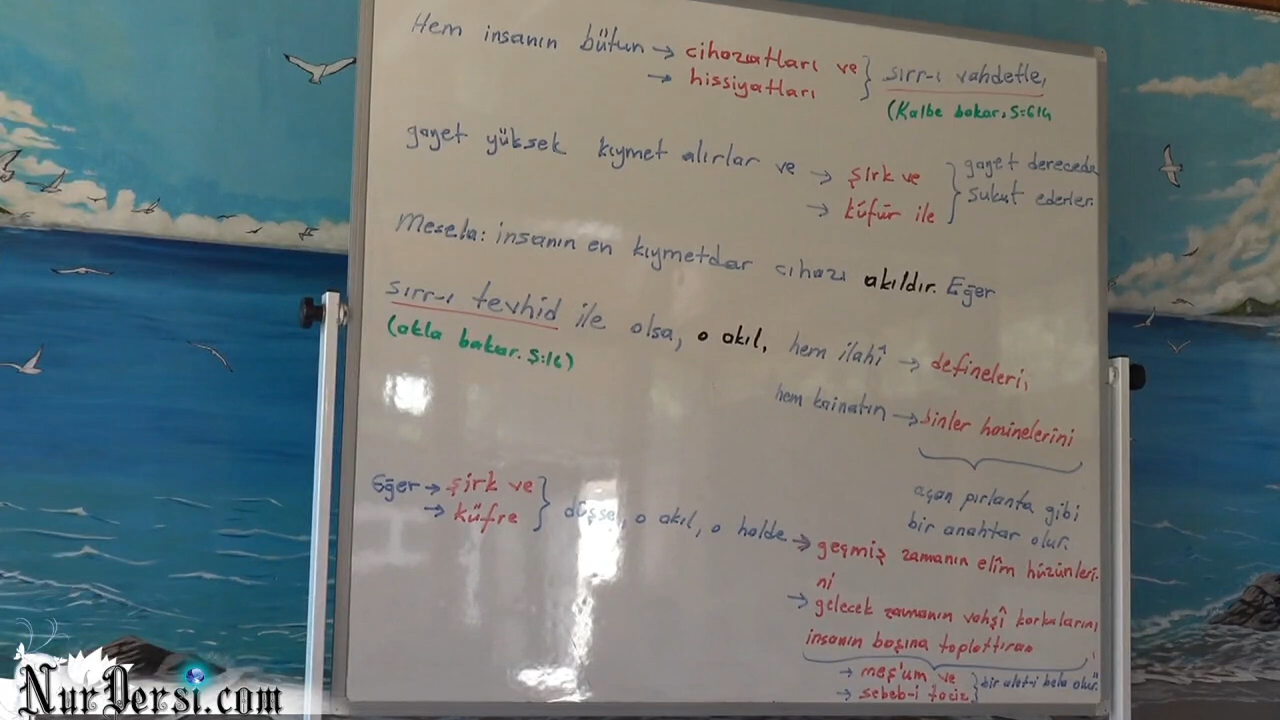 Hem insanın bütün → cihazatları ve } sırr-ı vahdetle,
→ hissiyatları
(Kalbe bakar, S:614
gayet yüksek kıymet alırlar ve → şirk ve } gayet derecede
→ küfür ile sukut ederler.
Mesela: insanın en kıymetdar cihazı akıldır. Eğer
sırr-ı tevhid ile olsa, o akıl, hem ilahî → defineleri,
(akla bakar. Ş:16)
hem kainatın → binler hazinelerini
açan pırlanta gibi
bir anahtar olur.
Eğer → şirk ve } düşse, o akıl, o halde → geçmiş zamanın elîm hüzünleri-
→ küfre
ni
→ gelecek zamanın vahşî korkularını
insanın başına toplattıran
→ meş'um ve } bir alet-i bela olur.
→ sebeb-i taciz
NurDersi.com